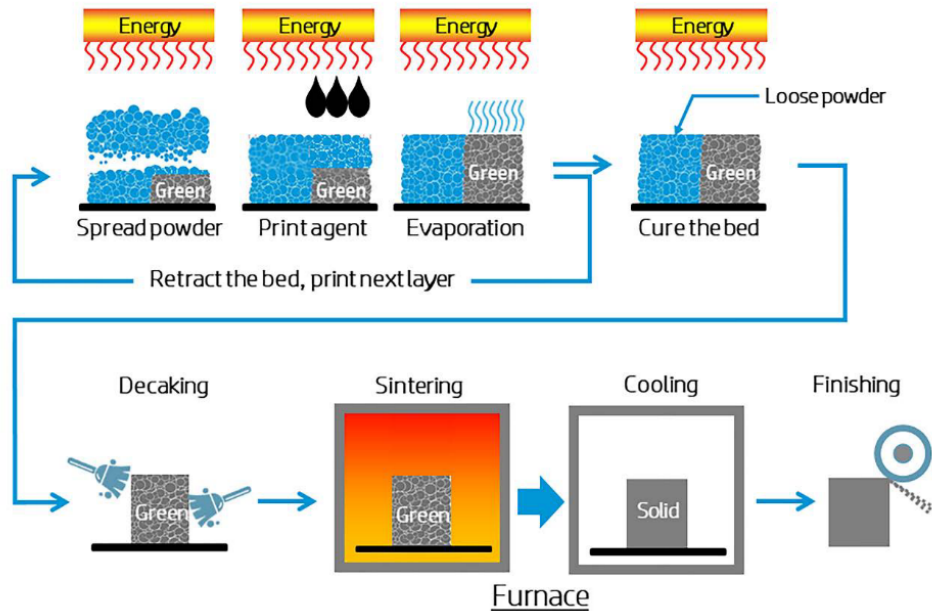 Energy
Energy
Energy
Energy
Loose powder
Green
Green
Green
Green
Spread powder
Print agent
Evaporation
Cure the bed
Retract the bed, print next layer
Decaking
Sintering
Cooling
Finishing
Green
Green
Solid
Furnace